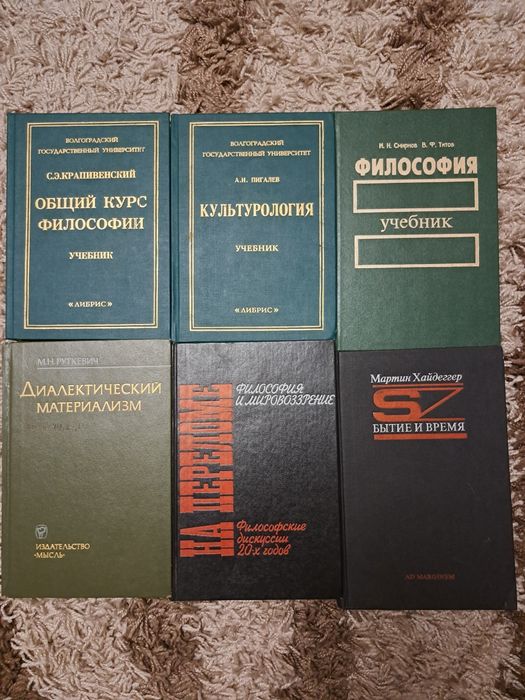 ВОЛГОГРАДСКИЙ
ГОСУДАРСТВЕННЫЙ УНИВЕРСИТЕТ
С.Э.КРАПИВЕНСКИЙ
ОБЩИЙ КУРС
ФИЛОСОФИИ
УЧЕБНИК
«ЛИБРИС»
ВОЛГОГРАДСКИЙ
ГОСУДАРСТВЕННЫЙ УНИВЕРСИТЕТ
А.И. ПИГАЛЕВ
КУЛЬТУРОЛОГИЯ
УЧЕБНИК
«ЛИБРИС»
И. Н. Смирнов В. Ф. Титов
ФИЛОСОФИЯ
учебник
М.Н.РУТКЕВИЧ
ДИАЛЕКТИЧЕСКИЙ
МАТЕРИАЛИЗМ
ИЗДАТЕЛЬСТВО
«МЫСЛЬ»
НА ПЕРЕЛОМЕ
ФИЛОСОФИЯ
И МИРОВОЗЗРЕНИЕ
Философские
дискуссии
20-х годов
Мартин Хайдеггер
SZ
БЫТИЕ И ВРЕМЯ
AD MARGINEM